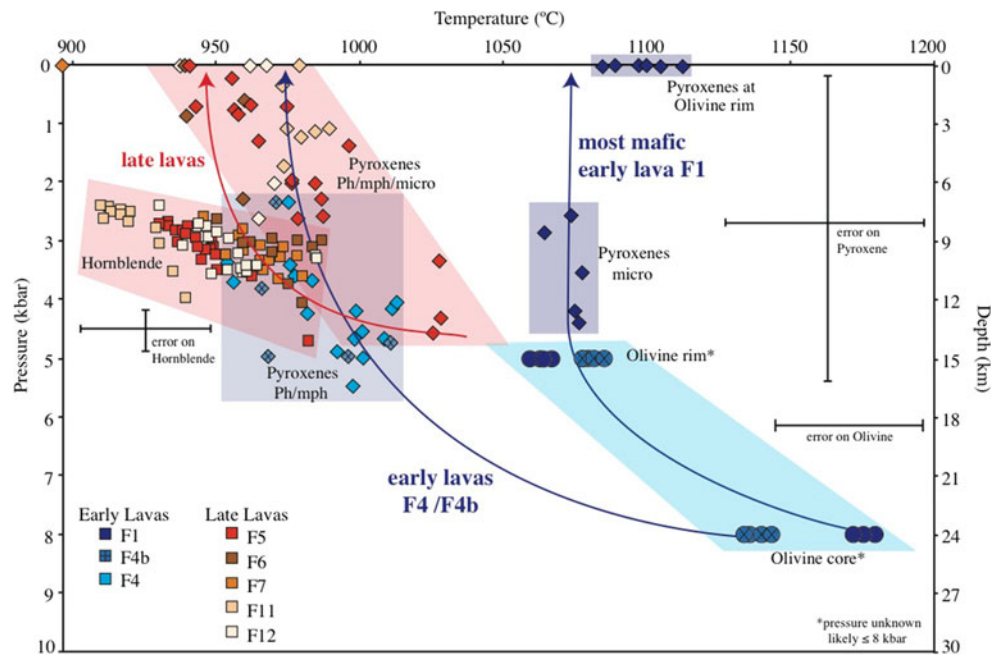 Temperature (ºC)
900 950 1000 1050 1100 1150 1200
Pressure (kbar)
0
1
2
3
4
5
6
7
8
9
10
Depth (km)
0
3
6
9
12
15
18
21
24
27
30
Pyroxenes at
Olivine rim
late lavas
Pyroxenes
Ph/mph/micro
most mafic
early lava F1
error on
Pyroxene
Hornblende
Pyroxenes
micro
error on
Hornblende
Olivine rim*
Pyroxenes
Ph/mph
error on Olivine
early lavas
F4 /F4b
Olivine core*
Early Lavas
F1
F4b
F4
Late Lavas
F5
F6
F7
F11
F12
*pressure unknown
likely ≤ 8 kbar